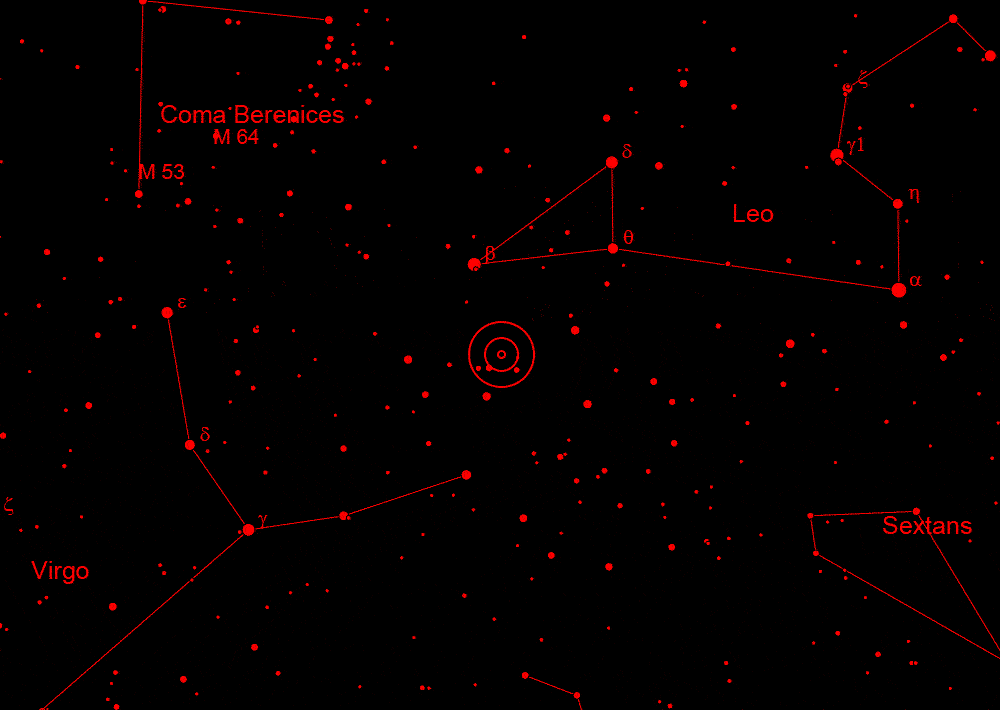 ζ
Coma Berenices
M 64
γ1
δ
M 53
η
Leo
θ
β
α
ε
δ
ζ
γ
Sextans
Virgo